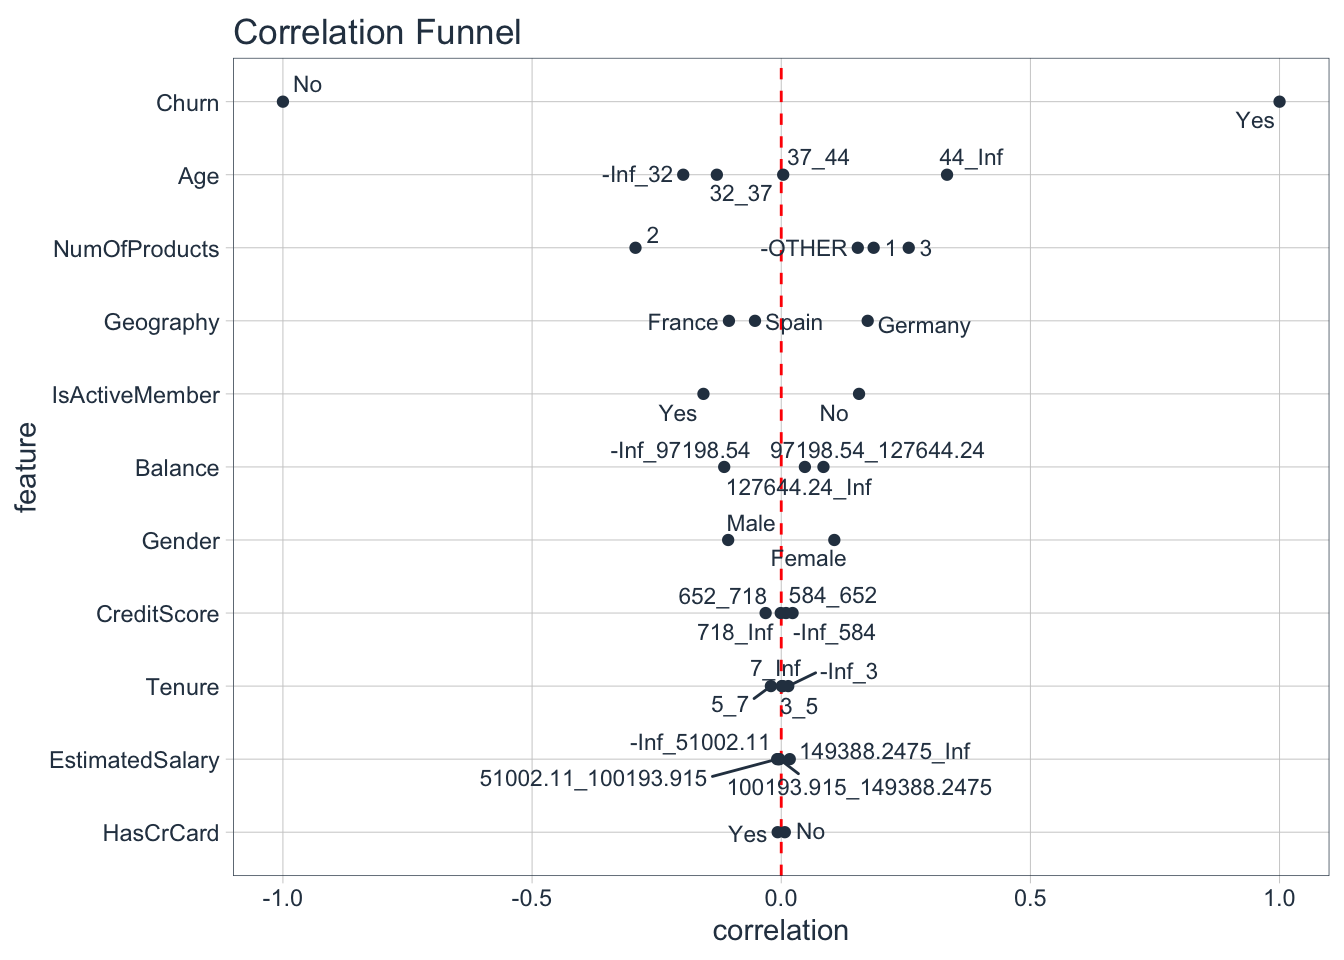 Correlation Funnel
feature
Churn
No
Yes
Age
-Inf_32
32_37
37_44
44_Inf
NumOfProducts
2
-OTHER
1
3
Geography
France
Spain
Germany
IsActiveMember
Yes
No
Balance
-Inf_97198.54
97198.54_127644.24
127644.24_Inf
Gender
Male
Female
CreditScore
652_718
584_652
718_Inf
-Inf_584
Tenure
7_Inf
-Inf_3
5_7
3_5
EstimatedSalary
-Inf_51002.11
149388.2475_Inf
51002.11_100193.915
100193.915_149388.2475
HasCrCard
Yes
No
-1.0
-0.5
0.0
0.5
1.0
correlation